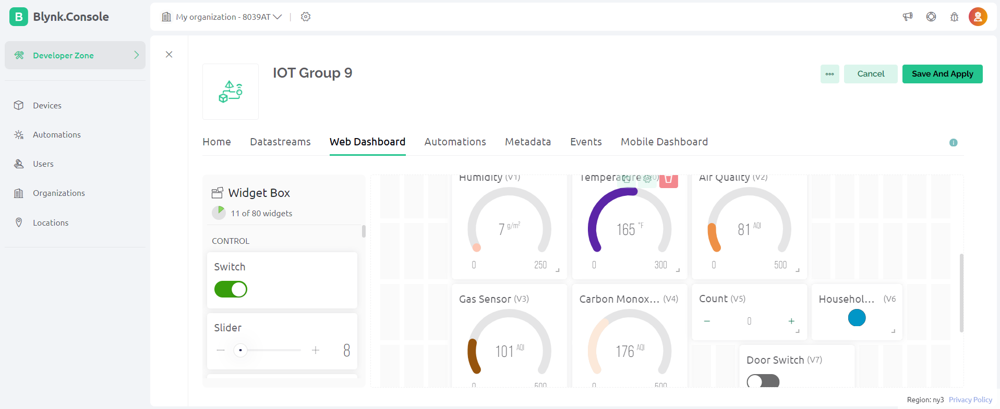 B Blynk.Console
My organization - 8039AT
Developer Zone
Devices
Automations
Users
Organizations
Locations
IOT Group 9
Cancel
Save And Apply
Home
Datastreams
Web Dashboard
Automations
Metadata
Events
Mobile Dashboard
Widget Box
11 of 80 widgets
CONTROL
Switch
Slider
8
Humidity (V1)
7 g/m²
0 250
Temperature (V0)
165 °F
0 300
Air Quality (V2)
81 AQI
0 500
Gas Sensor (V3)
101 AQI
0 500
Carbon Monox... (V4)
176 AQI
0 500
Count (V5)
− 0 +
Househol... (V6
Door Switch (V7)
Region: ny3 Privacy Policy